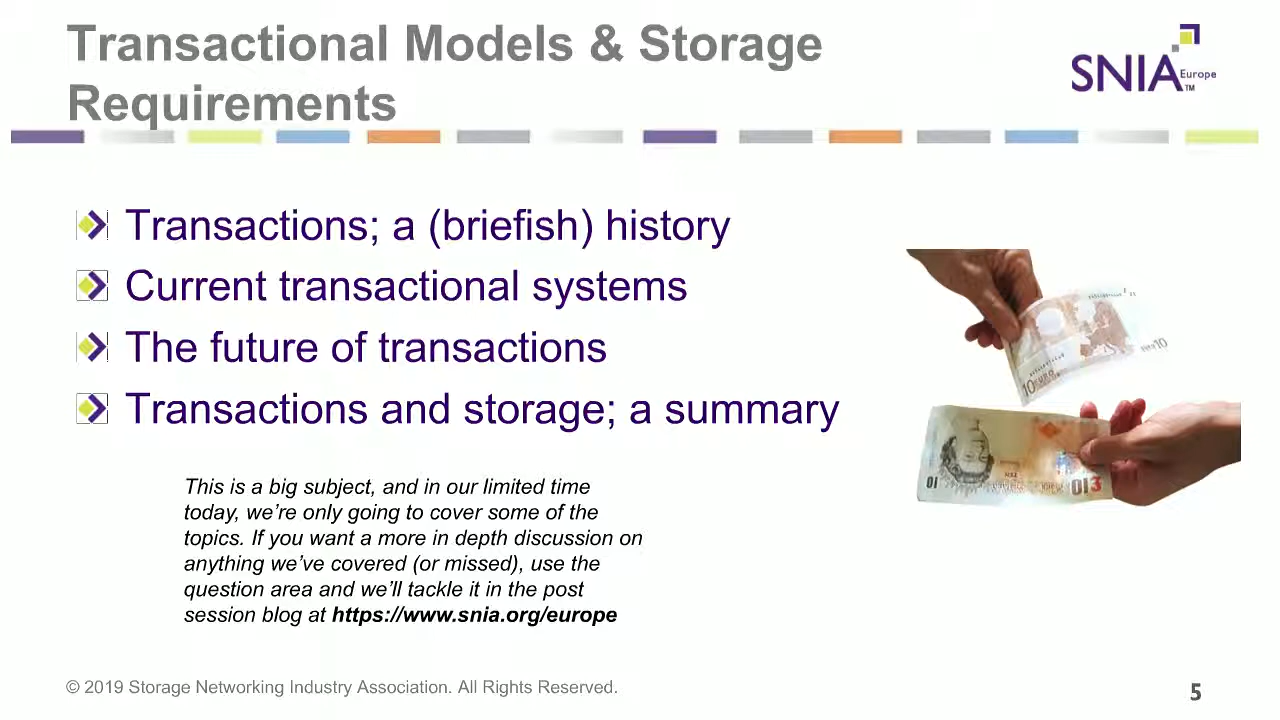 Transactional Models & Storage
Requirements
SNIA Europe
TM
Transactions; a (briefish) history
Current transactional systems
The future of transactions
Transactions and storage; a summary
10 EURO
This is a big subject, and in our limited time
today, we’re only going to cover some of the
topics. If you want a more in depth discussion on
anything we’ve covered (or missed), use the
question area and we’ll tackle it in the post
session blog at https://www.snia.org/europe
© 2019 Storage Networking Industry Association. All Rights Reserved.
5